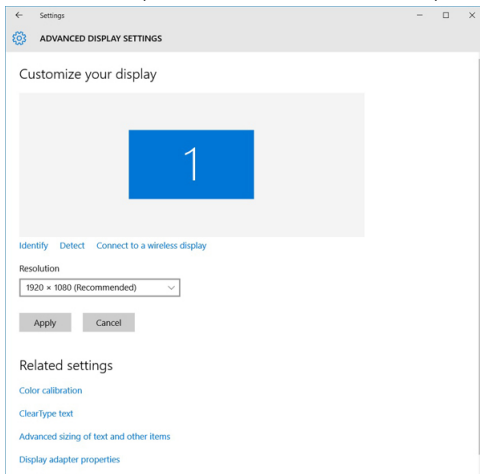 Settings
ADVANCED DISPLAY SETTINGS
Customize your display
1
Identify Detect Connect to a wireless display
Resolution
1920 × 1080 (Recommended)
Apply Cancel
Related settings
Color calibration
ClearType text
Advanced sizing of text and other items
Display adapter properties